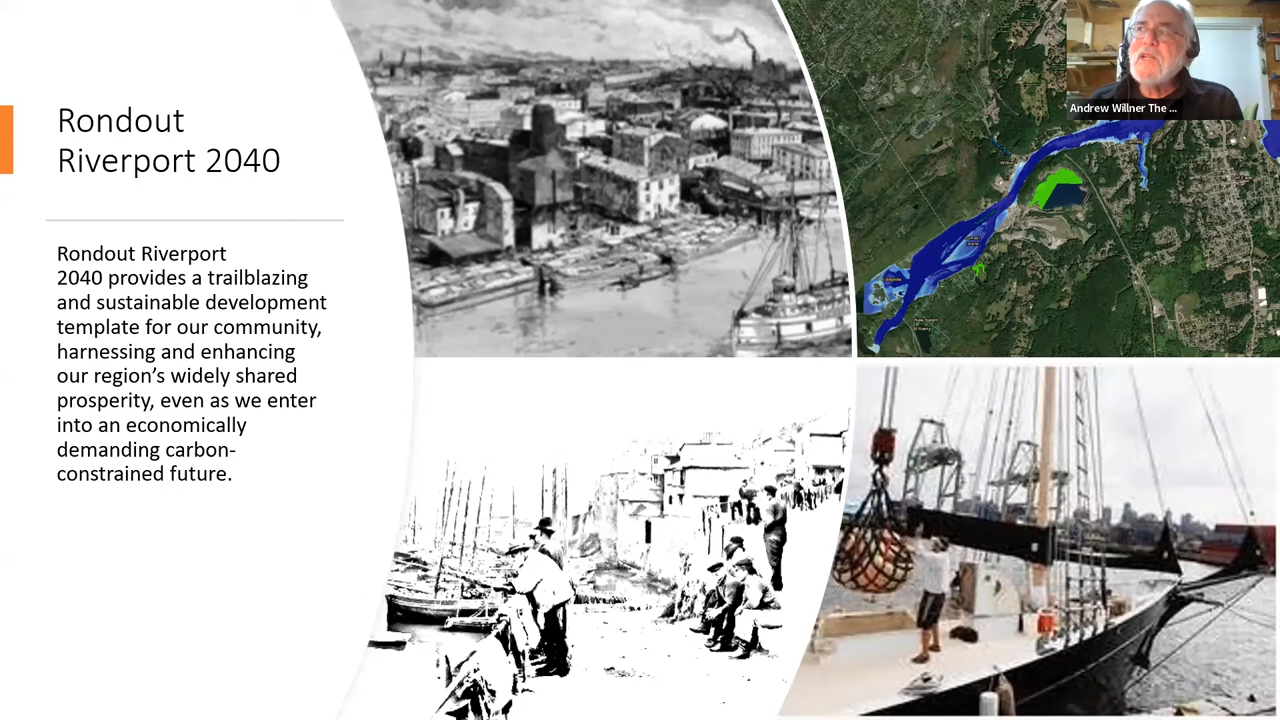 Rondout
Riverport 2040
Rondout Riverport
2040 provides a trailblazing
and sustainable development
template for our community,
harnessing and enhancing
our region's widely shared
prosperity, even as we enter
into an economically
demanding carbon-
constrained future.
Andrew Willner The ...